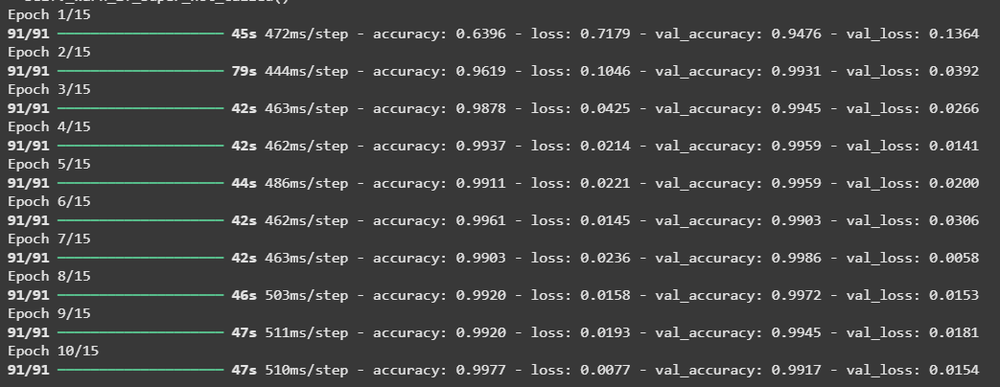 Epoch 1/15
91/91 ━━━━━━━━━━━━━━━━━━━━ 45s 472ms/step - accuracy: 0.6396 - loss: 0.7179 - val_accuracy: 0.9476 - val_loss: 0.1364
Epoch 2/15
91/91 ━━━━━━━━━━━━━━━━━━━━ 79s 444ms/step - accuracy: 0.9619 - loss: 0.1046 - val_accuracy: 0.9931 - val_loss: 0.0392
Epoch 3/15
91/91 ━━━━━━━━━━━━━━━━━━━━ 42s 463ms/step - accuracy: 0.9878 - loss: 0.0425 - val_accuracy: 0.9945 - val_loss: 0.0266
Epoch 4/15
91/91 ━━━━━━━━━━━━━━━━━━━━ 42s 462ms/step - accuracy: 0.9937 - loss: 0.0214 - val_accuracy: 0.9959 - val_loss: 0.0141
Epoch 5/15
91/91 ━━━━━━━━━━━━━━━━━━━━ 44s 486ms/step - accuracy: 0.9911 - loss: 0.0221 - val_accuracy: 0.9959 - val_loss: 0.0200
Epoch 6/15
91/91 ━━━━━━━━━━━━━━━━━━━━ 42s 462ms/step - accuracy: 0.9961 - loss: 0.0145 - val_accuracy: 0.9903 - val_loss: 0.0306
Epoch 7/15
91/91 ━━━━━━━━━━━━━━━━━━━━ 42s 463ms/step - accuracy: 0.9903 - loss: 0.0236 - val_accuracy: 0.9986 - val_loss: 0.0058
Epoch 8/15
91/91 ━━━━━━━━━━━━━━━━━━━━ 46s 503ms/step - accuracy: 0.9920 - loss: 0.0158 - val_accuracy: 0.9972 - val_loss: 0.0153
Epoch 9/15
91/91 ━━━━━━━━━━━━━━━━━━━━ 47s 511ms/step - accuracy: 0.9920 - loss: 0.0193 - val_accuracy: 0.9945 - val_loss: 0.0181
Epoch 10/15
91/91 ━━━━━━━━━━━━━━━━━━━━ 47s 510ms/step - accuracy: 0.9977 - loss: 0.0077 - val_accuracy: 0.9917 - val_loss: 0.0154